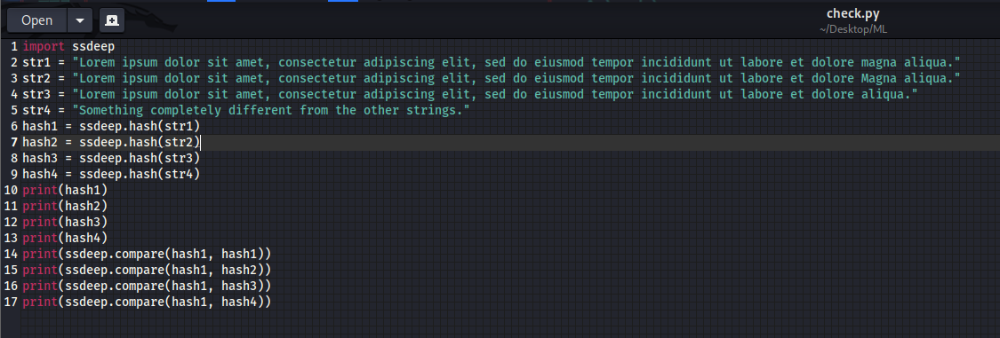 Open
check.py
~/Desktop/ML
1 import ssdeep
2 str1 = "Lorem ipsum dolor sit amet, consectetur adipiscing elit, sed do eiusmod tempor incididunt ut labore et dolore magna aliqua."
3 str2 = "Lorem ipsum dolor sit amet, consectetur adipiscing elit, sed do eiusmod tempor incididunt ut labore et dolore Magna aliqua."
4 str3 = "Lorem ipsum dolor sit amet, consectetur adipiscing elit, sed do eiusmod tempor incididunt ut labore et dolore aliqua."
5 str4 = "Something completely different from the other strings."
6 hash1 = ssdeep.hash(str1)
7 hash2 = ssdeep.hash(str2)
8 hash3 = ssdeep.hash(str3)
9 hash4 = ssdeep.hash(str4)
10 print(hash1)
11 print(hash2)
12 print(hash3)
13 print(hash4)
14 print(ssdeep.compare(hash1, hash1))
15 print(ssdeep.compare(hash1, hash2))
16 print(ssdeep.compare(hash1, hash3))
17 print(ssdeep.compare(hash1, hash4))